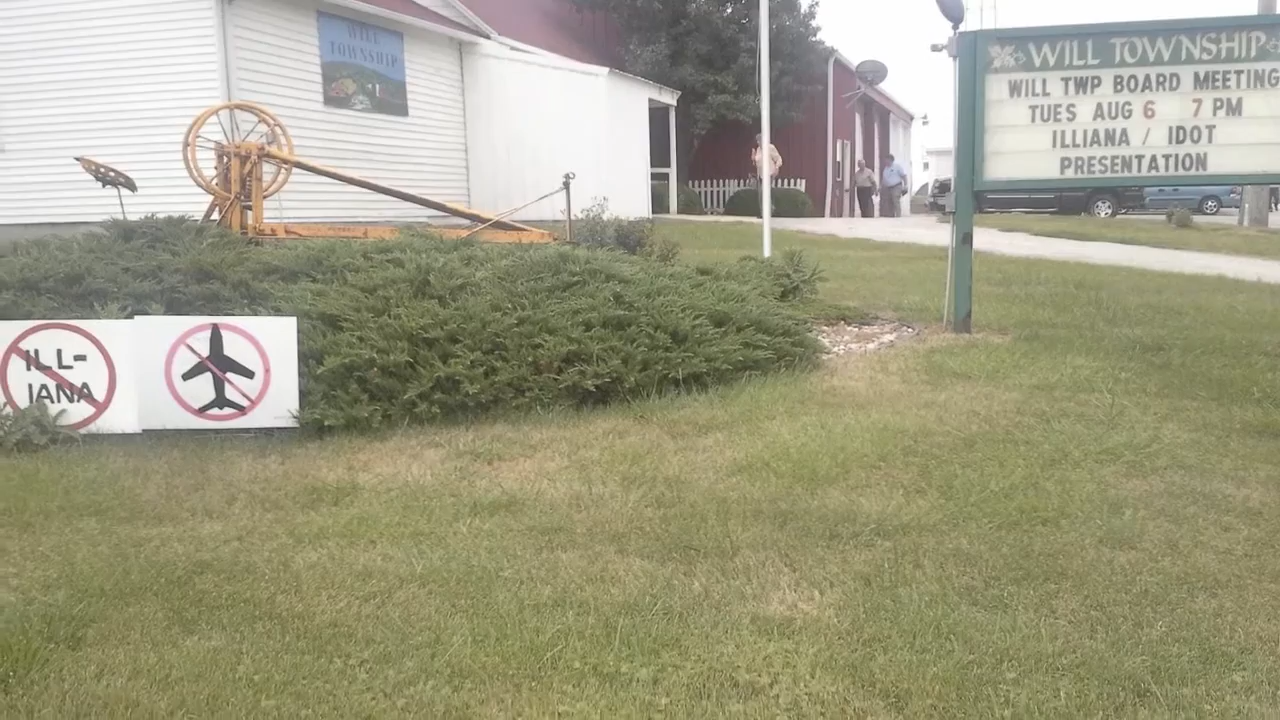 WILL
TOWNSHIP
WILL TOWNSHIP
WILL TWP BOARD MEETING
TUES AUG 6 7 PM
ILLIANA / IDOT
PRESENTATION
ILL-
IANA